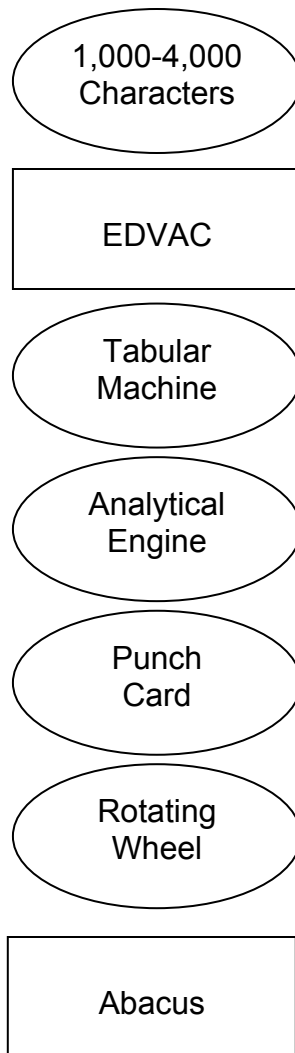 1,000-4,000
Characters
EDVAC
Tabular
Machine
Analytical
Engine
Punch
Card
Rotating
Wheel
Abacus